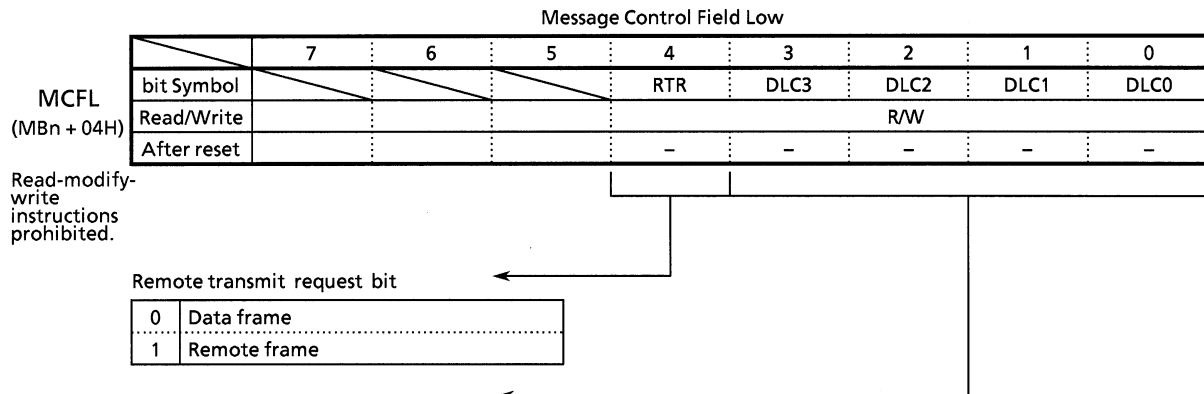 Message Control Field Low
7 6 5 4 3 2 1 0
bit Symbol RTR DLC3 DLC2 DLC1 DLC0
MCFL
(MBn + 04H)
Read/Write R/W
After reset – – – – –
Read-modify-
write
instructions
prohibited.
Remote transmit request bit
0 Data frame
1 Remote frame